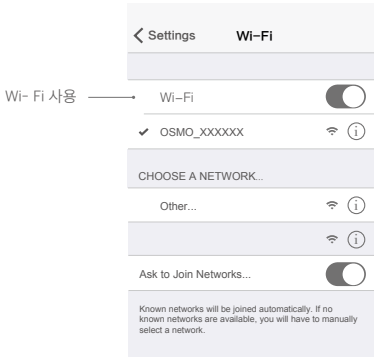 Settings
Wi-Fi
Wi- Fi 사용
Wi-Fi
OSMO_XXXXXX
CHOOSE A NETWORK...
Other...
Ask to Join Networks...
Known networks will be joined automatically. If no
known networks are available, you will have to manually
select a network.